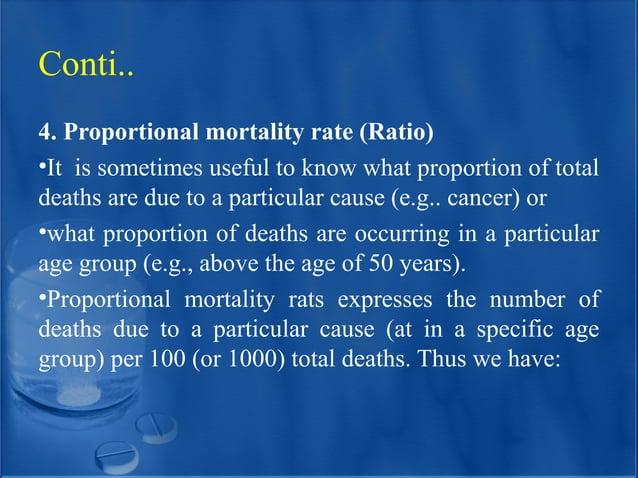 Conti..
4. Proportional mortality rate (Ratio)
•It  is sometimes useful to know what proportion of total
deaths are due to a particular cause (e.g.. cancer) or
•what proportion of deaths are occurring in a particular
age group (e.g., above the age of 50 years).
•Proportional mortality rats expresses the number of
deaths due to a particular cause (at in a specific age
group) per 100 (or 1000) total deaths. Thus we have: